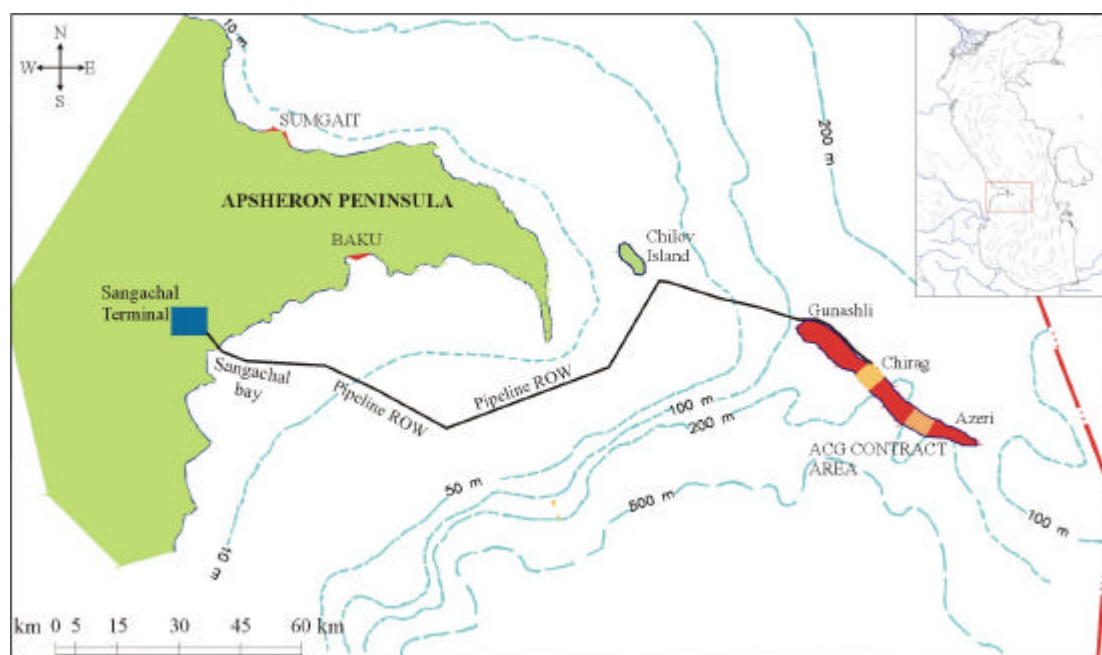 N
W E
S
10 m
SUMGAIT
200 m
APSHERON PENINSULA
BAKU
Chilov
Island
Sangachal
Terminal
Gunashli
Sangachal
bay
Pipeline ROW
Pipeline ROW
Chirag
100 m
200 m
Azeri
ACG CONTRACT
AREA
50 m
500 m
100 m
10 m
km 0 5 15 30 45 60 km